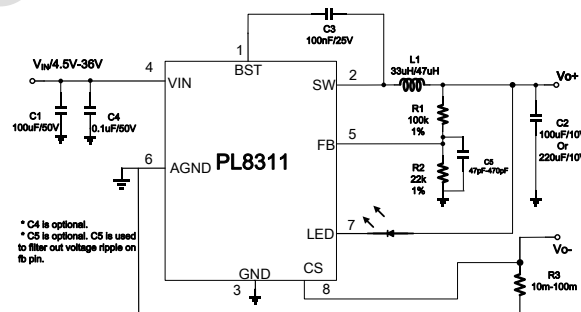 C3
100nF/25V
1
BST
VIN/4.5V-36V
4
VIN
SW
2
L1
33uH/47uH
Vo+
C1
100uF/50V
C4
0.1uF/50V
R1
100k
1%
C2
100uF/10V
Or
220uF/10V
FB
5
6
AGND
PL8311
R2
22k
1%
C5
47pF-470pF
LED
7
* C4 is optional.
* C5 is optional. C5 is used
to filter out voltage ripple on
fb pin.
Vo-
GND
3
CS
8
R3
10m-100m